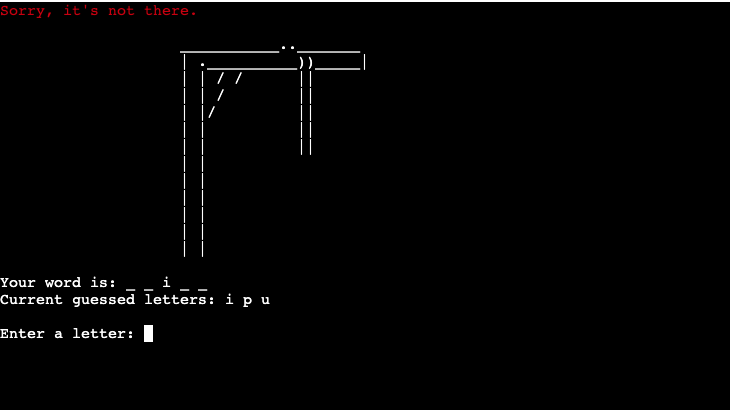 Sorry, it's not there.
Your word is: _ _ i _ _
Current guessed letters: i p u
Enter a letter: